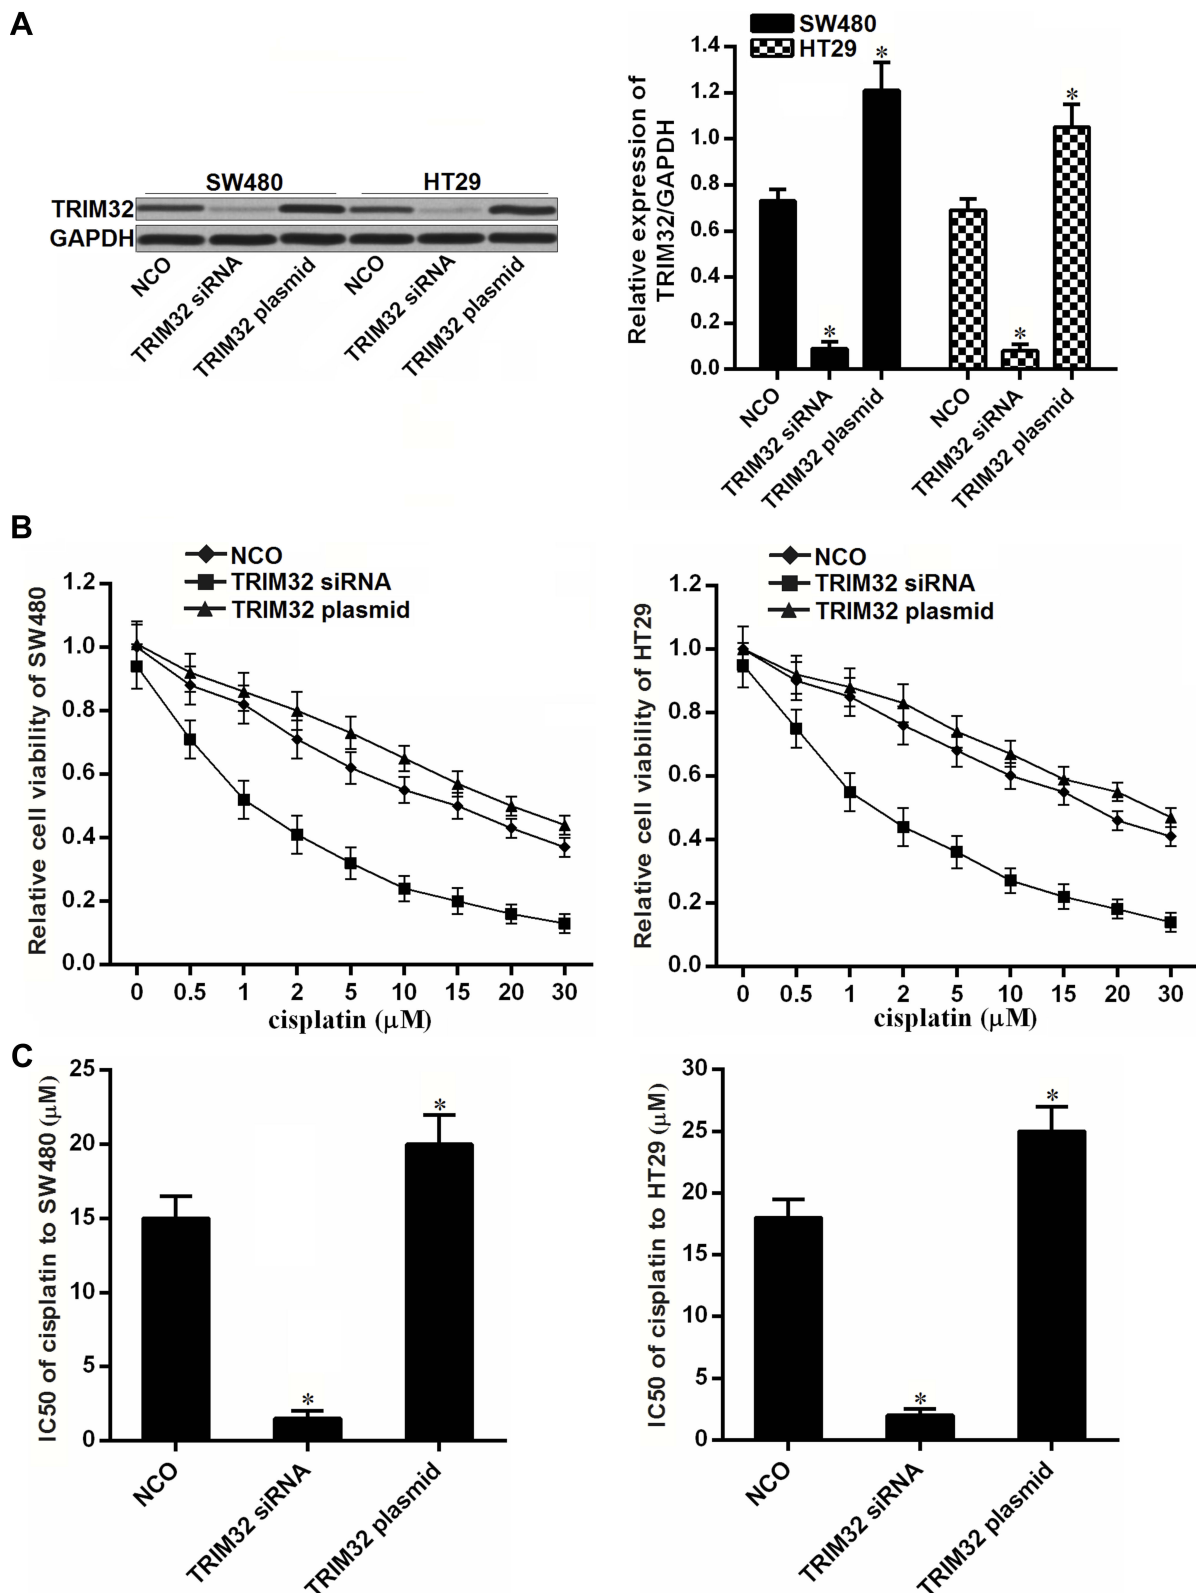 A
SW480 HT29
TRIM32
GAPDH
NCO
TRIM32 siRNA
TRIM32 plasmid
NCO
TRIM32 siRNA
TRIM32 plasmid
SW480
HT29
Relative expression of
TRIM32/GAPDH
1.4
1.2
1.0
0.8
0.6
0.4
0.2
0.0
*
*
*
*
NCO
TRIM32 siRNA
TRIM32 plasmid
NCO
TRIM32 siRNA
TRIM32 plasmid
B
NCO
TRIM32 siRNA
TRIM32 plasmid
Relative cell viability of SW480
1.2
1.0
0.8
0.6
0.4
0.2
0.0
0 0.5 1 2 5 10 15 20 30
cisplatin (μM)
NCO
TRIM32 siRNA
TRIM32 plasmid
Relative cell viability of HT29
1.2
1.0
0.8
0.6
0.4
0.2
0.0
0 0.5 1 2 5 10 15 20 30
cisplatin (μM)
C
IC50 of cisplatin to SW480 (μM)
25
20
15
10
5
0
*
*
NCO
TRIM32 siRNA
TRIM32 plasmid
IC50 of cisplatin to HT29 (μM)
30
25
20
15
10
5
0
*
*
NCO
TRIM32 siRNA
TRIM32 plasmid